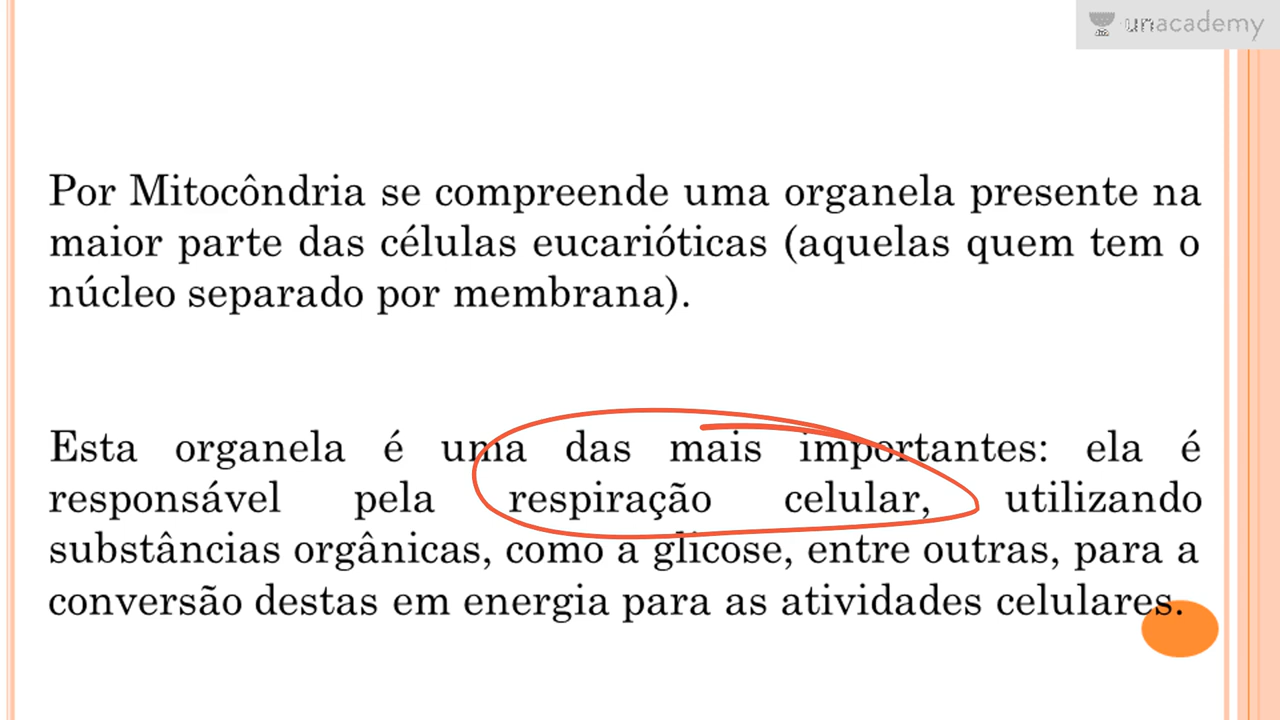 unacademy
Por Mitocôndria se compreende uma organela presente na
maior parte das células eucarióticas (aquelas quem tem o
núcleo separado por membrana).
Esta organela é uma das mais importantes: ela é
responsável pela respiração celular, utilizando
substâncias orgânicas, como a glicose, entre outras, para a
conversão destas em energia para as atividades celulares.